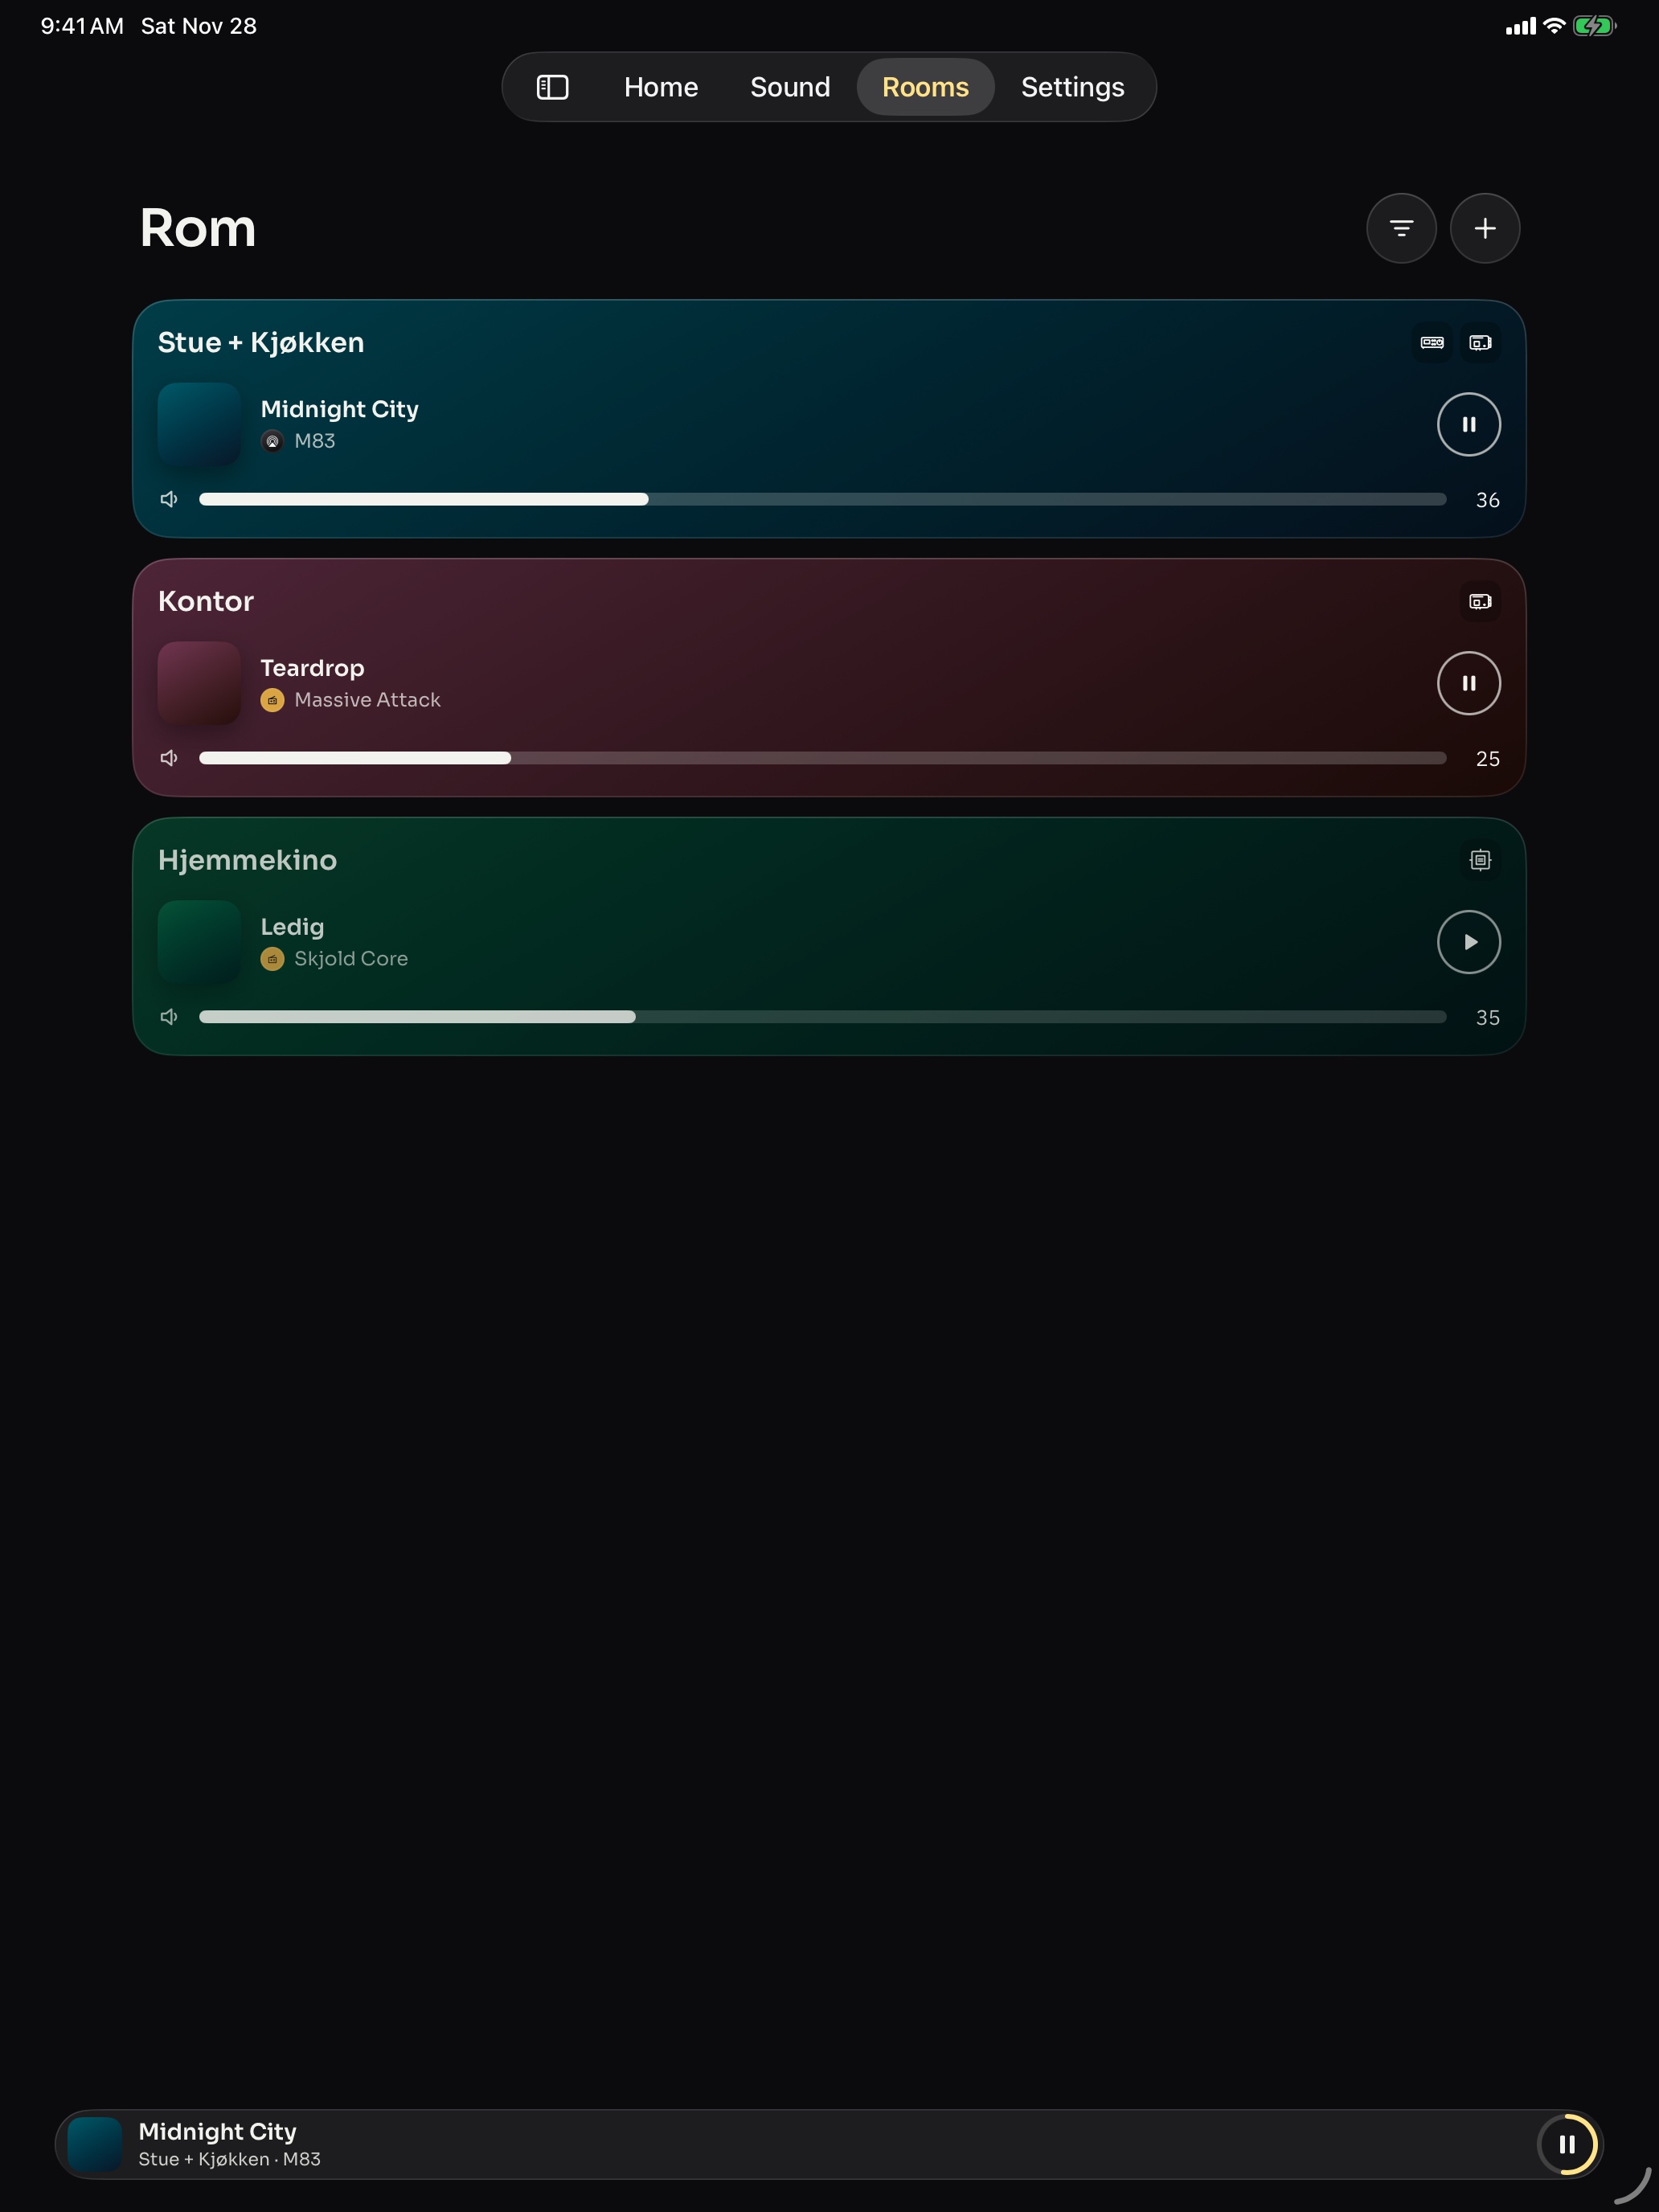 9:41 AM Sat Nov 28
Home Sound Rooms Settings
Rom
Stue + Kjøkken
Midnight City
M83
36
Kontor
Teardrop
Massive Attack
25
Hjemmekino
Ledig
Skjold Core
35
Midnight City
Stue + Kjøkken · M83